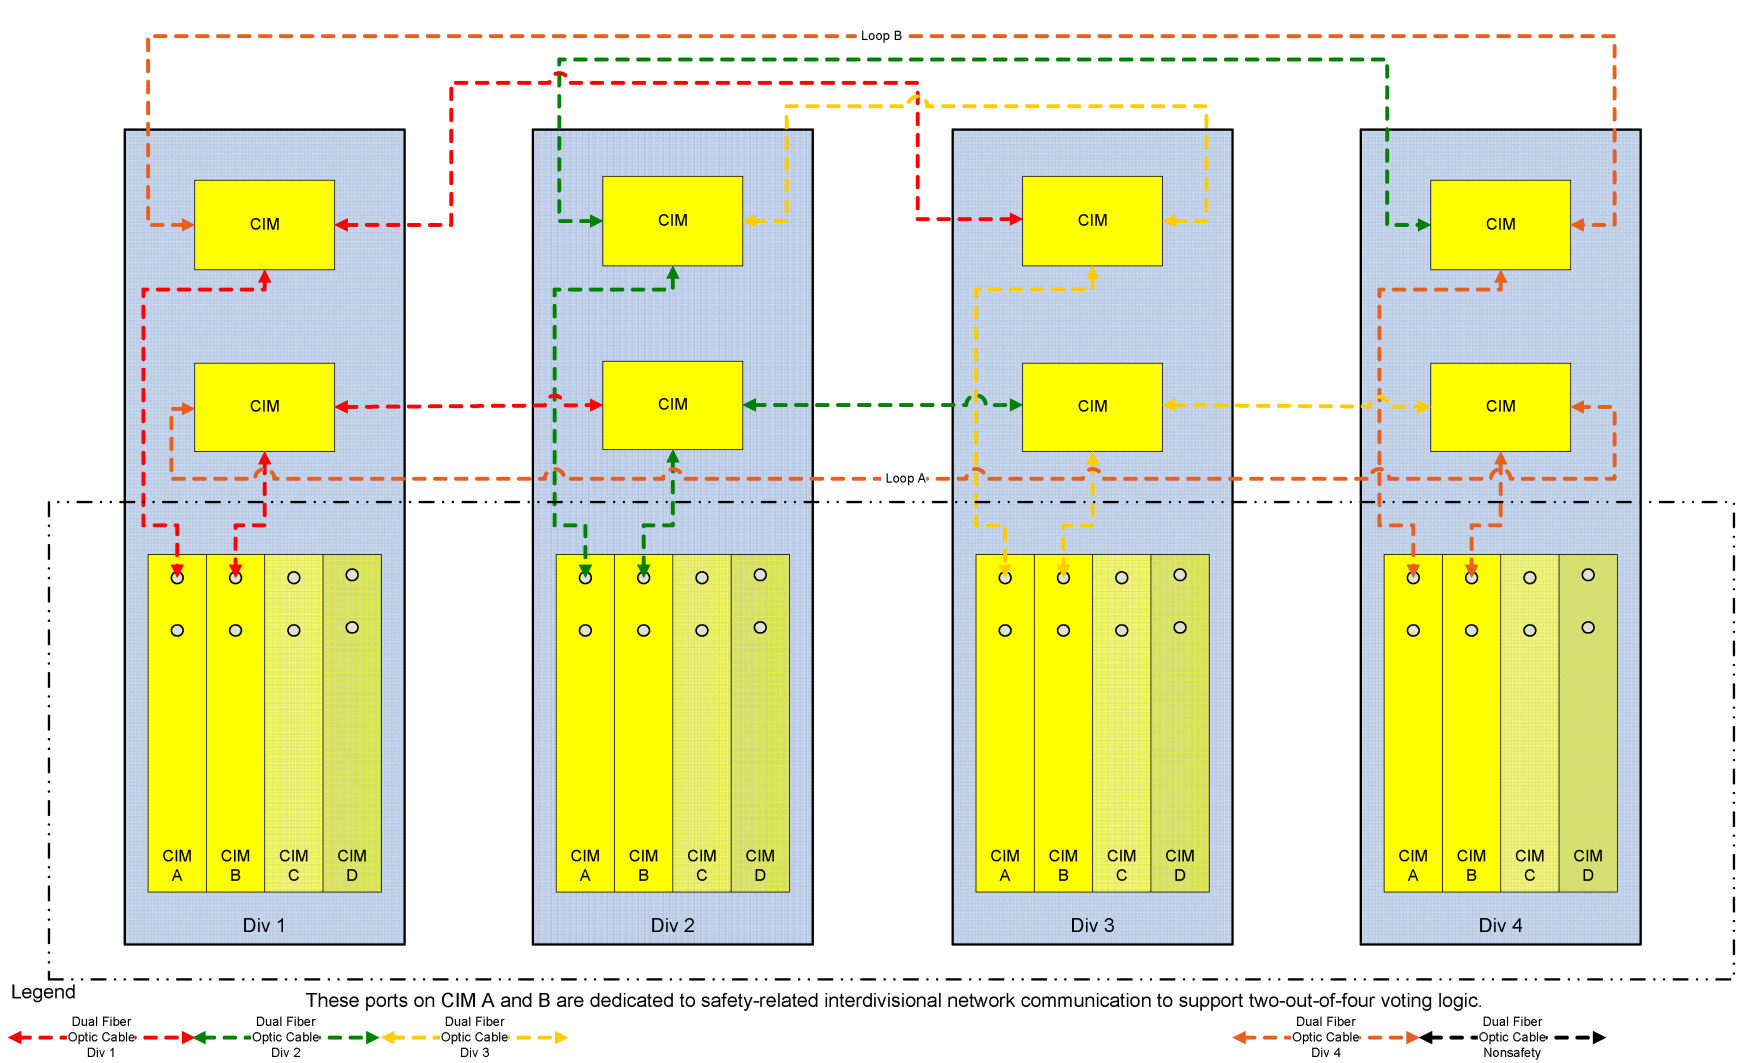 Loop B
CIM
CIM
CIM
CIM
CIM
CIM
CIM
CIM
Loop A
CIM A
CIM B
CIM C
CIM D
CIM A
CIM B
CIM C
CIM D
CIM A
CIM B
CIM C
CIM D
CIM A
CIM B
CIM C
CIM D
Div 1
Div 2
Div 3
Div 4
Legend
These ports on CIM A and B are dedicated to safety-related interdivisional network communication to support two-out-of-four voting logic.
Dual Fiber
Optic Cable
Div 1
Dual Fiber
Optic Cable
Div 2
Dual Fiber
Optic Cable
Div 3
Dual Fiber
Optic Cable
Div 4
Dual Fiber
Optic Cable
Nonsafety